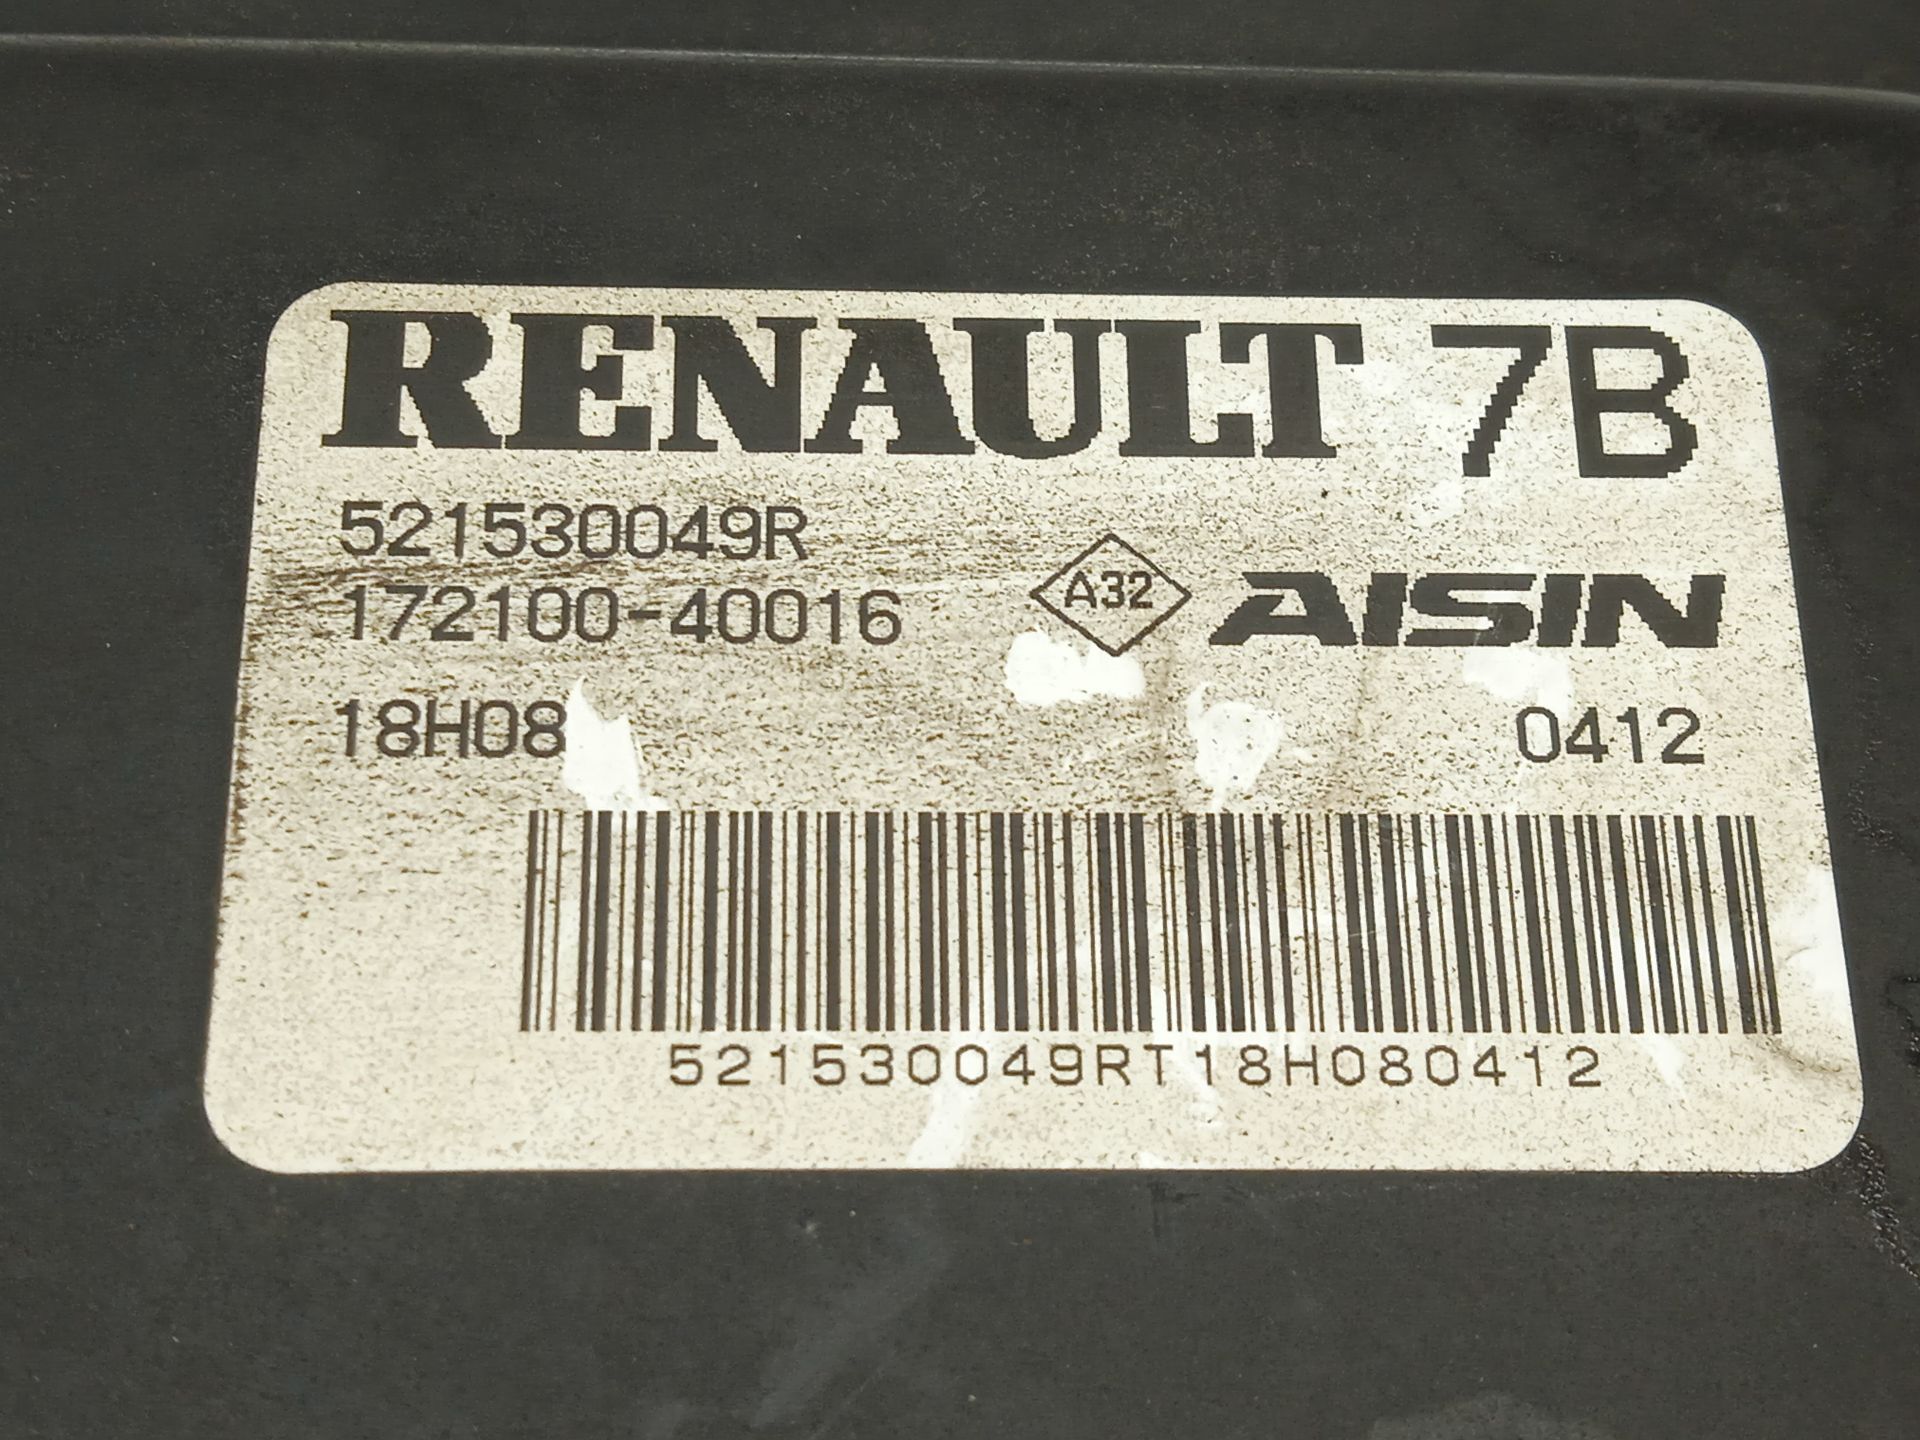 RENAULT 7B
521530049R
172100-40016 A32 AISIN
18H08 0412
521530049RT18H080412